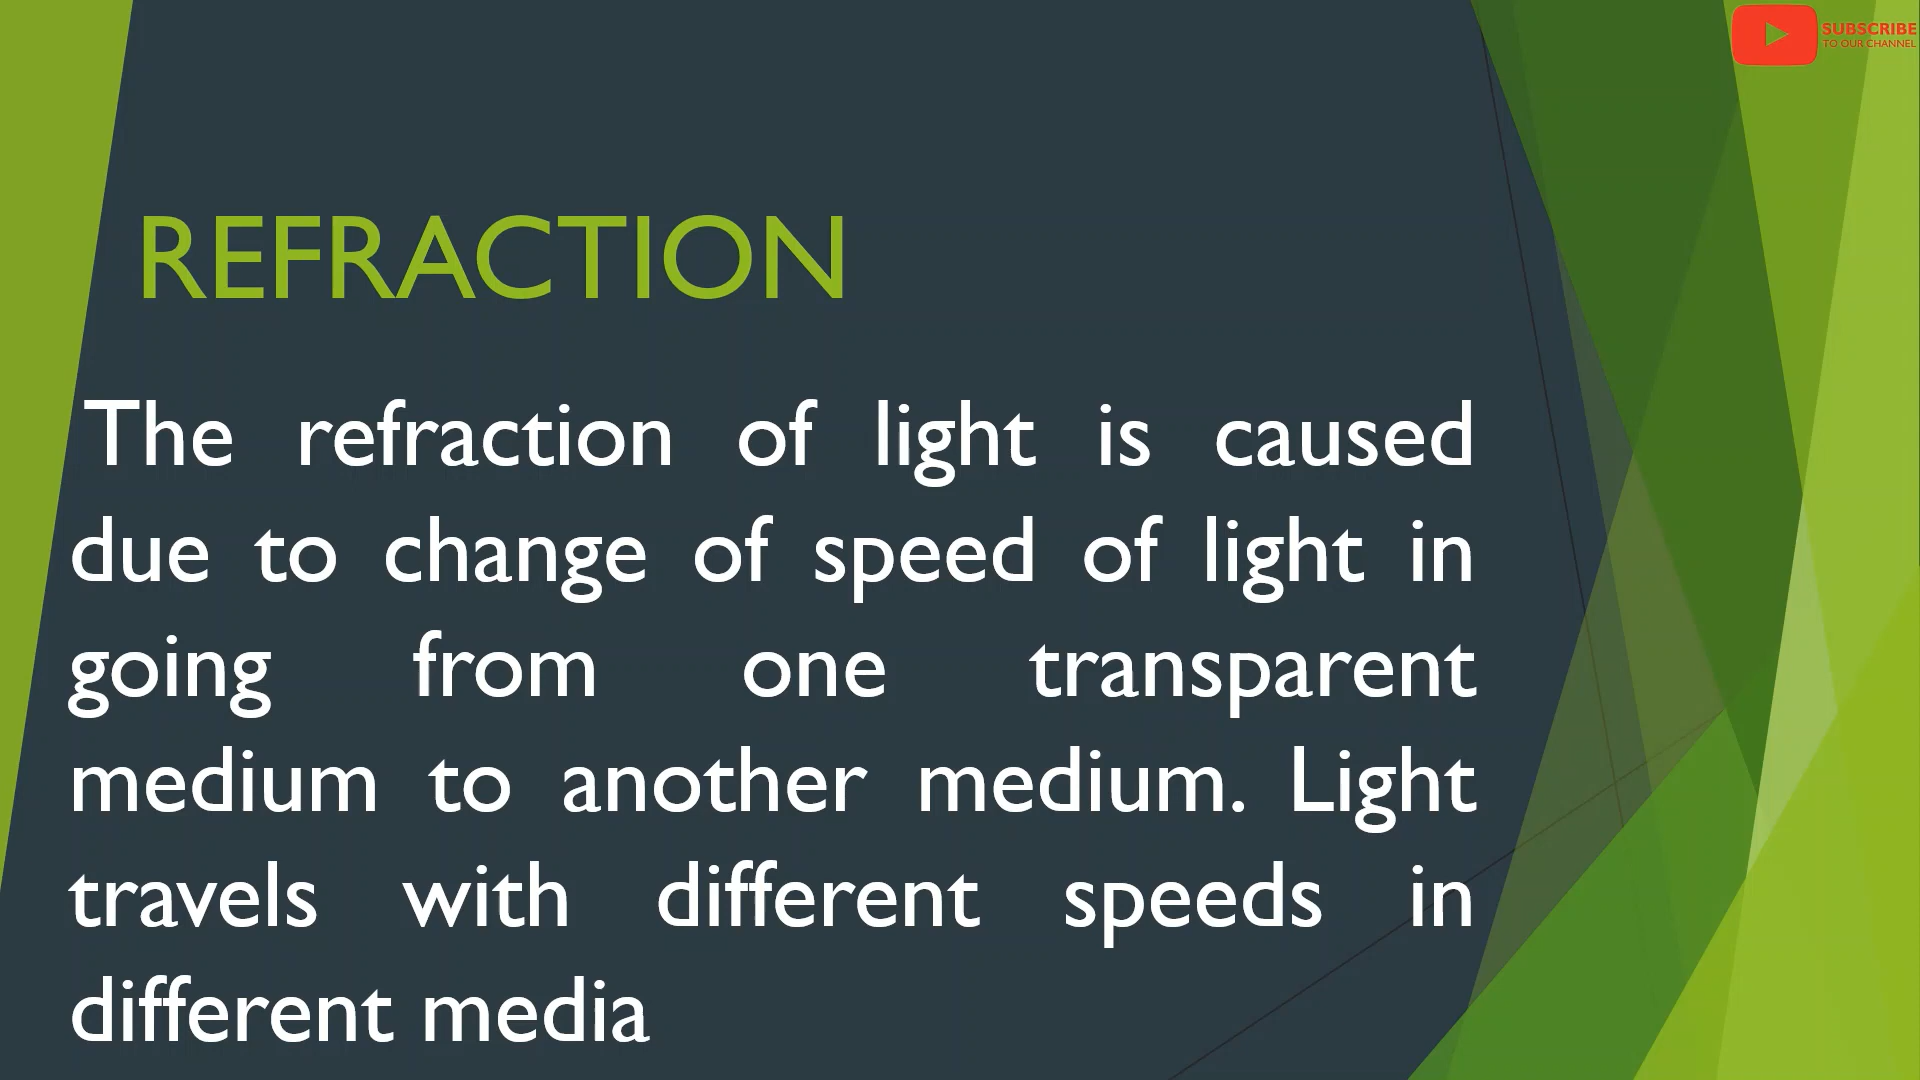 SUBSCRIBE
TO OUR CHANNEL
REFRACTION
The refraction of light is caused
due to change of speed of light in
going from one transparent
medium to another medium. Light
travels with different speeds in
different media